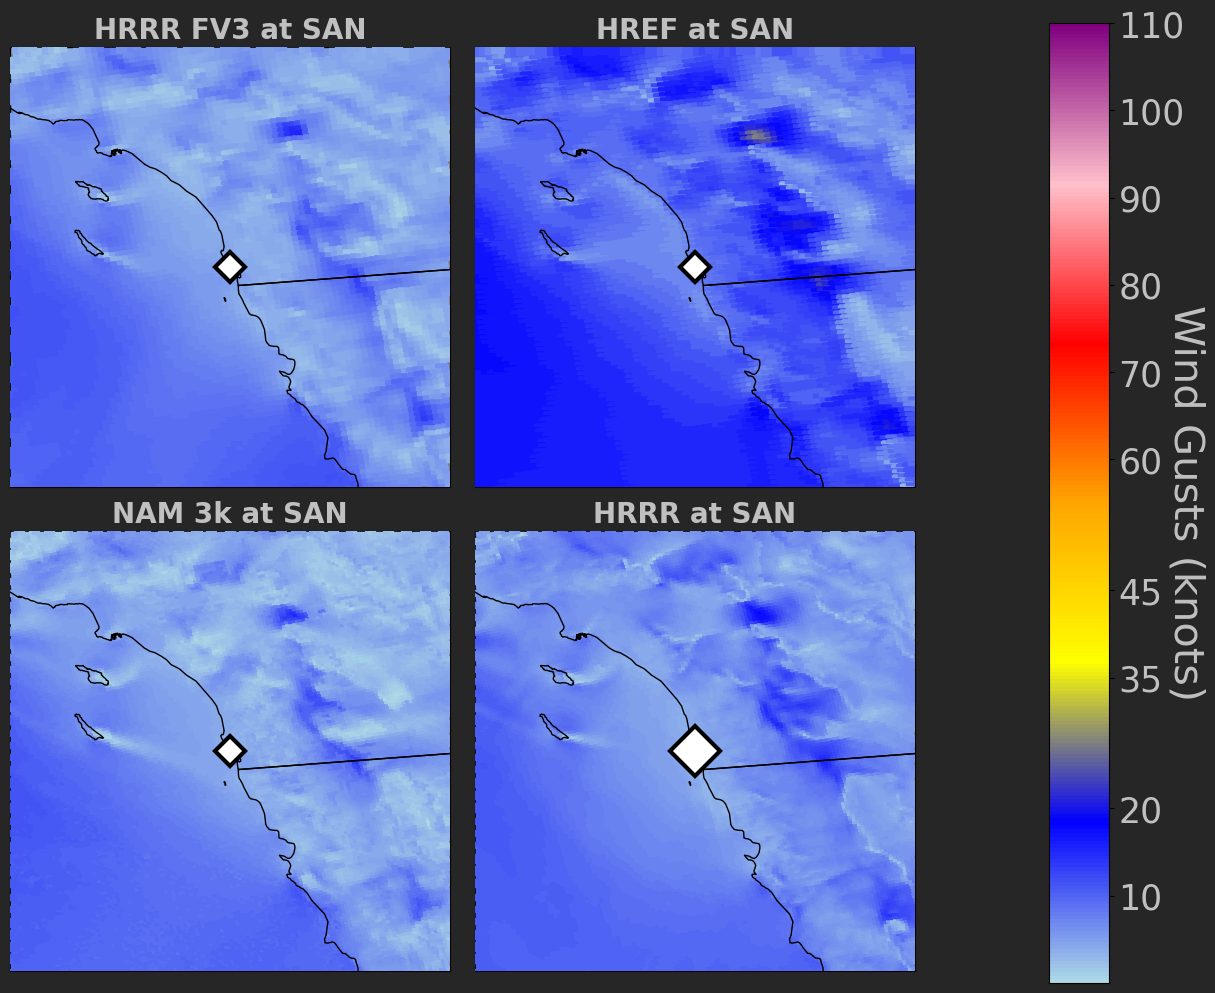 HRRR FV3 at SAN
HREF at SAN
NAM 3k at SAN
HRRR at SAN
110
100
90
80
70
60
45
35
20
10
Wind Gusts (knots)